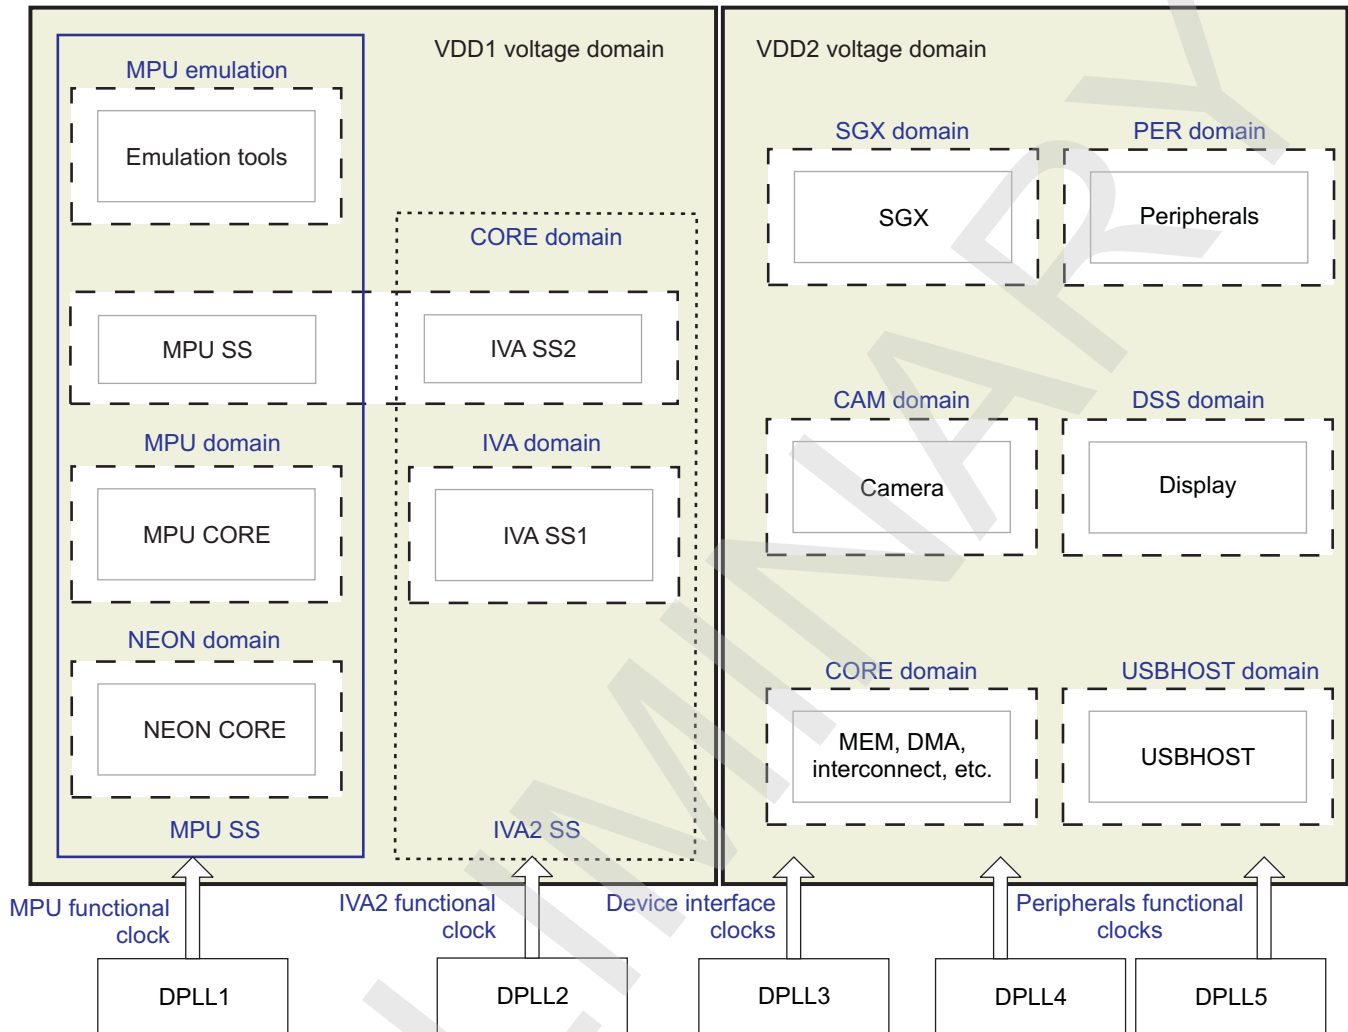 VDD1 voltage domain
VDD2 voltage domain
MPU emulation
Emulation tools
SGX domain
PER domain
SGX
Peripherals
CORE domain
MPU SS
IVA SS2
CAM domain
DSS domain
MPU domain
IVA domain
Camera
Display
MPU CORE
IVA SS1
NEON domain
CORE domain
USBHOST domain
NEON CORE
MEM, DMA,
interconnect, etc.
USBHOST
MPU SS
IVA2 SS
MPU functional
clock
IVA2 functional
clock
Device interface
clocks
Peripherals functional
clocks
DPLL1
DPLL2
DPLL3
DPLL4
DPLL5